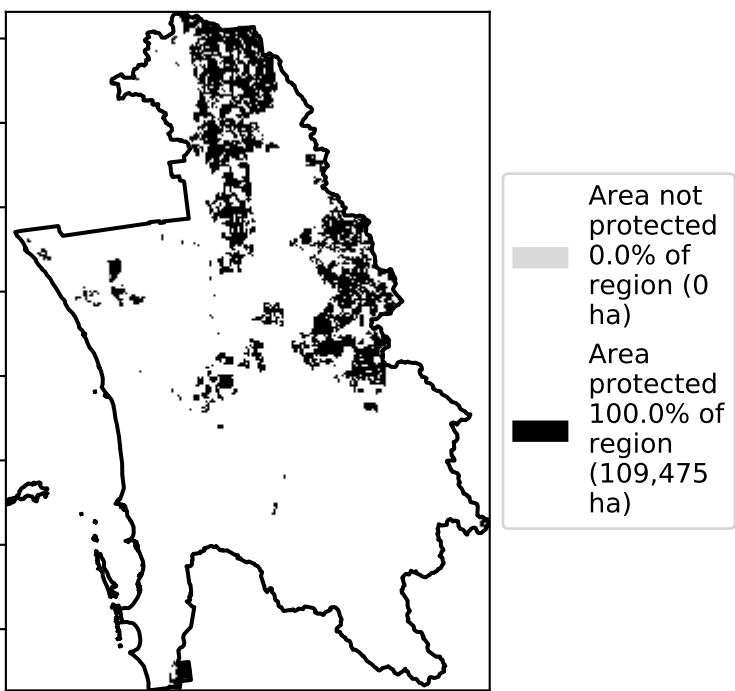 Area not
protected
0.0% of
region (0
ha)
Area
protected
100.0% of
region
(109,475
ha)